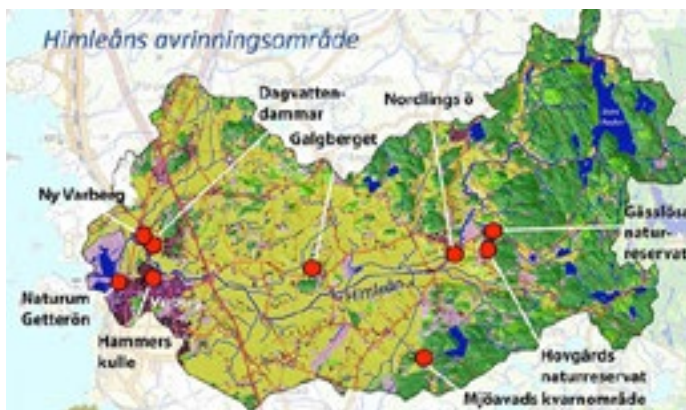 Himleåns avrinningsområde
Dagvatten-
dammar
Nordlings ö
Galgberget
Ny Varberg
Gässlösa
natur-
reservat
Himleån
Naturum
Getterön
Hammers
kulle
Hovgårds
naturreservat
Mjöavads kvarnområde